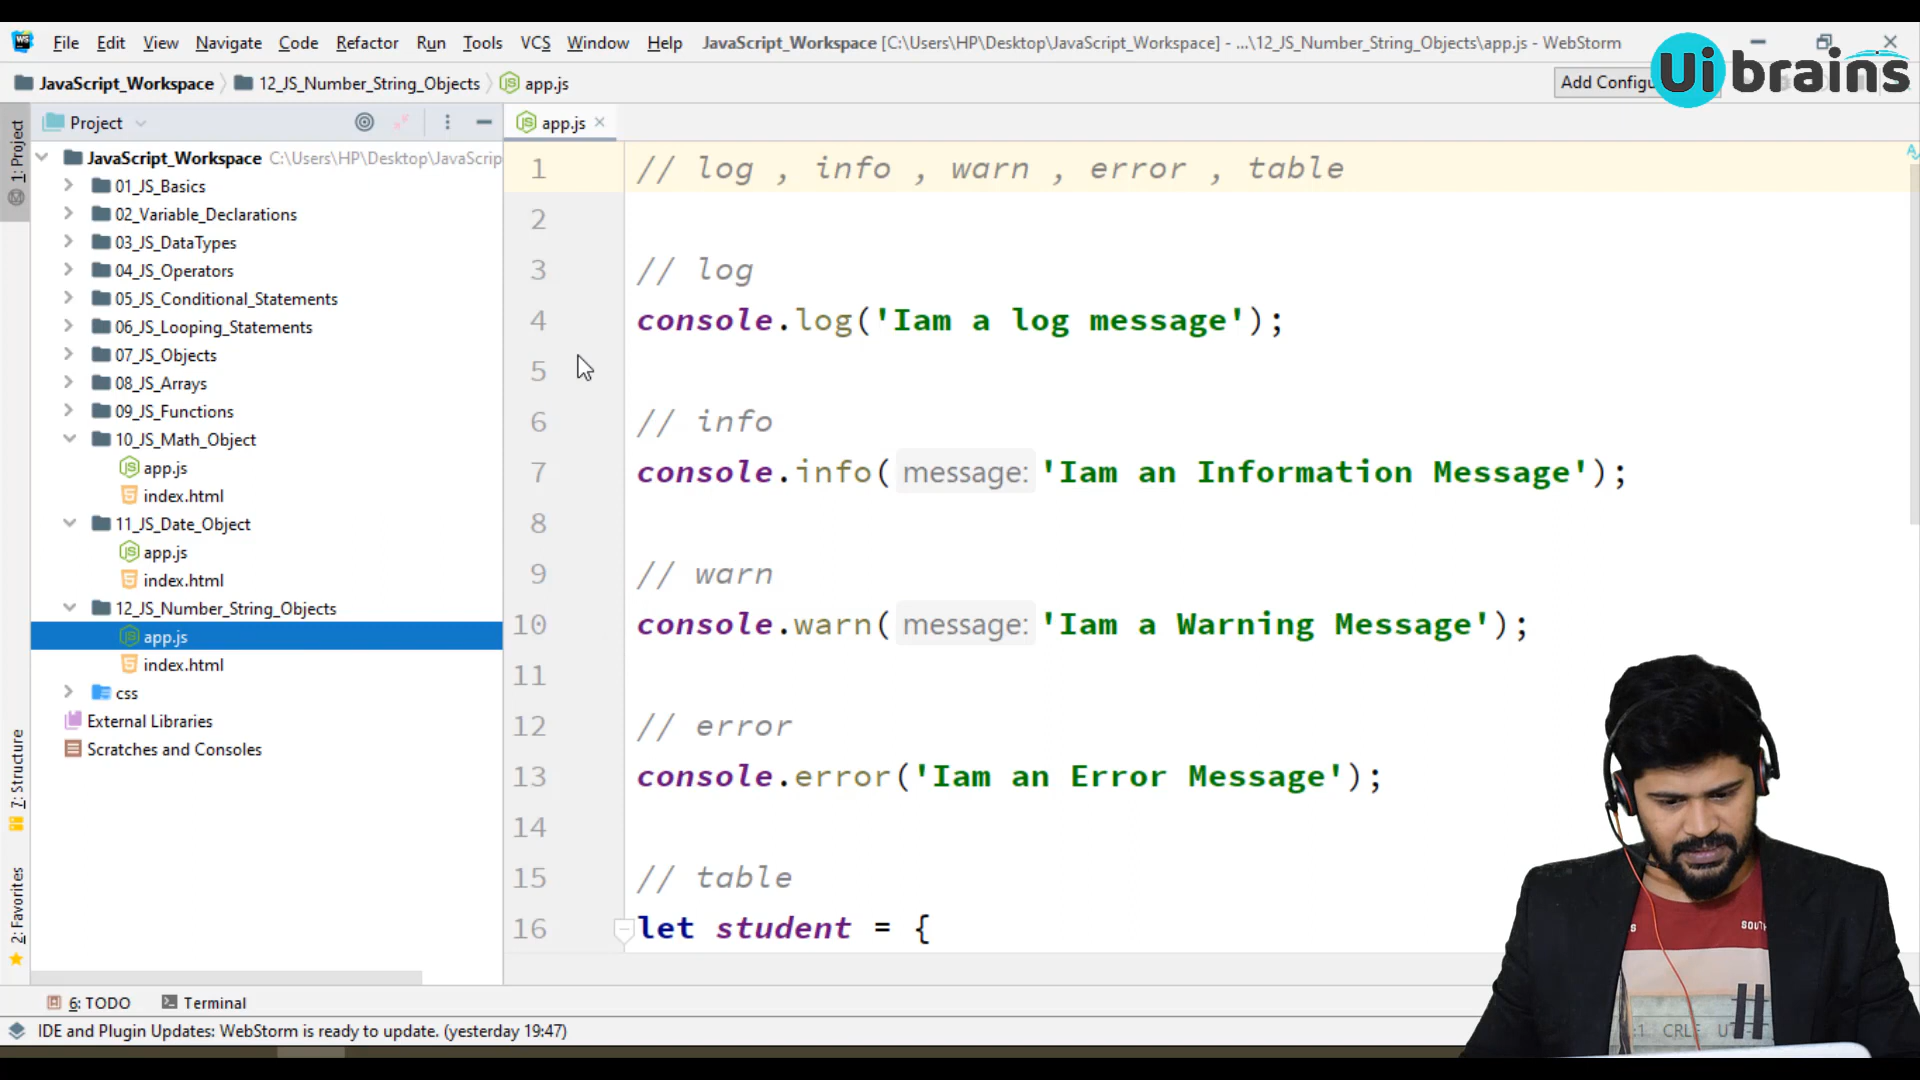 WS File Edit View Navigate Code Refactor Run Tools VCS Window Help JavaScript_Workspace [C:\Users\HP\Desktop\JavaScript_Workspace] - ...\12_JS_Number_String_Objects\app.js - WebStorm
Ui brains
JavaScript_Workspace 12_JS_Number_String_Objects app.js Add Configu
Project
app.js
1: Project
JavaScript_Workspace C:\Users\HP\Desktop\JavaScrip
01_JS_Basics
02_Variable_Declarations
03_JS_DataTypes
04_JS_Operators
05_JS_Conditional_Statements
06_JS_Looping_Statements
07_JS_Objects
08_JS_Arrays
09_JS_Functions
10_JS_Math_Object
app.js
index.html
11_JS_Date_Object
app.js
index.html
12_JS_Number_String_Objects
app.js
index.html
css
External Libraries
Scratches and Consoles
7: Structure
2: Favorites
1 // log , info , warn , error , table
2
3 // log
4 console.log('Iam a log message');
5
6 // info
7 console.info( message: 'Iam an Information Message');
8
9 // warn
10 console.warn( message: 'Iam a Warning Message');
11
12 // error
13 console.error('Iam an Error Message');
14
15 // table
16 let student = {
6: TODO Terminal
IDE and Plugin Updates: WebStorm is ready to update. (yesterday 19:47)
:1 CRLF UT
SOUTH